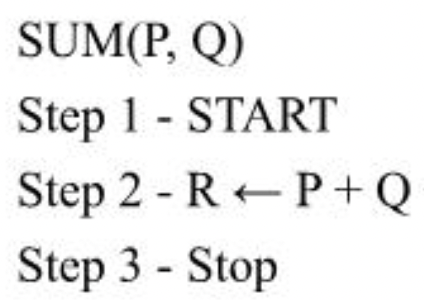 SUM(P, Q)
Step 1 - START
Step 2 - R ← P + Q
Step 3 - Stop